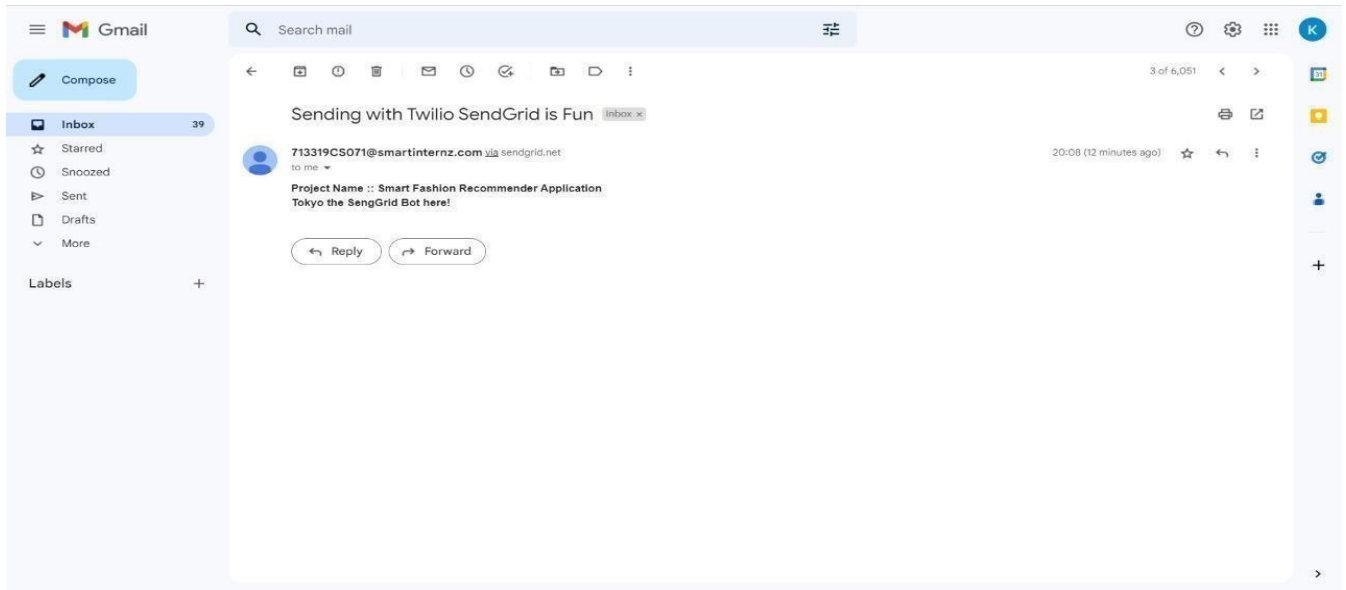 Gmail
Search mail
K
Compose
3 of 6,051
31
Sending with Twilio SendGrid is Fun Inbox ×
Inbox 39
Starred
Snoozed
Sent
Drafts
More
Labels
713319CS071@smartinternz.com via sendgrid.net
20:08 (12 minutes ago)
to me
Project Name :: Smart Fashion Recommender Application
Tokyo the SengGrid Bot here!
Reply
Forward